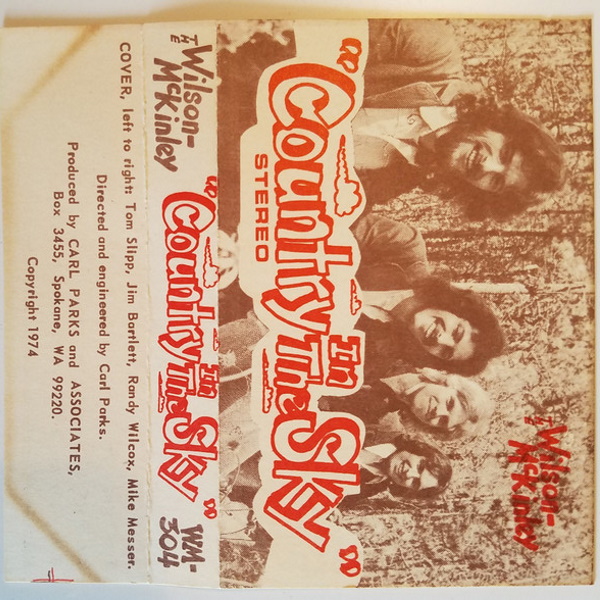 THE
Wilson-
McKinley
"Country
In
The
Sky"
STEREO
THE
Wilson-
McKinley
"Country
In
The
Sky"
WM-
304
COVER, left to right: Tom Slipp, Jim Bartlett, Randy Wilcox, Mike Messer.
Directed and engineered by Carl Parks.
Produced by CARL PARKS and ASSOCIATES,
Box 3455, Spokane, WA 99220.
Copyright 1974